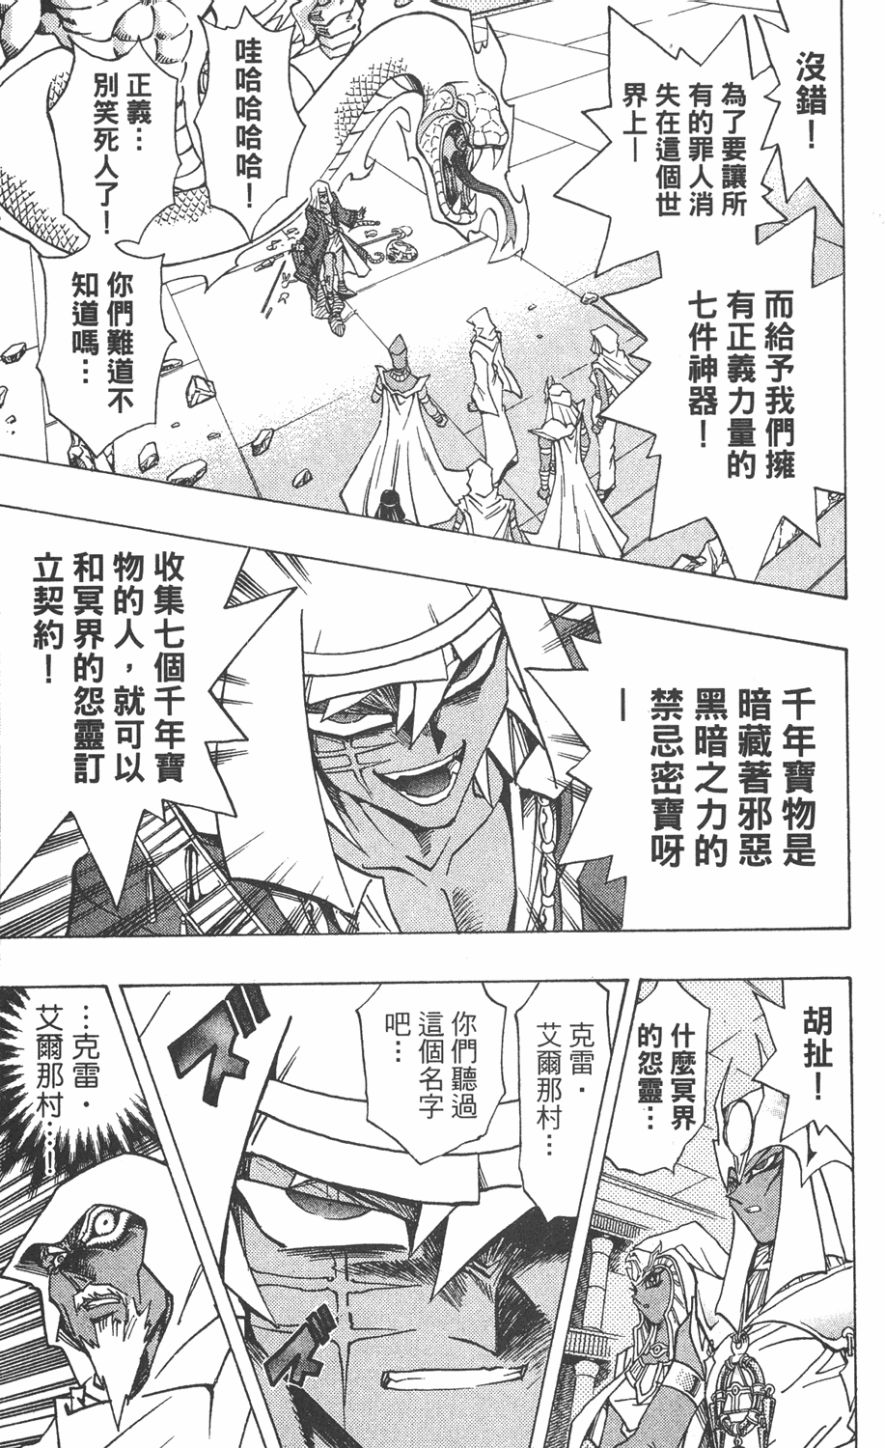 沒錯！
為了要讓所
有的罪人消
失在這個世
界上－
而給予我們擁
有正義力量的
七件神器！
哇哈哈哈哈！
正義…
別笑死人了！
你們難道不
知道嗎…
千年寶物是
暗藏著邪惡
黑暗之力的
禁忌密寶呀
－
收集七個千年寶
物的人，就可以
和冥界的怨靈訂
立契約！
胡扯！
什麼冥界
的怨靈…
克雷．
艾爾那村…
你們聽過
這個名字
吧…
ズズ
ズズ
…克雷．
艾爾那村…！